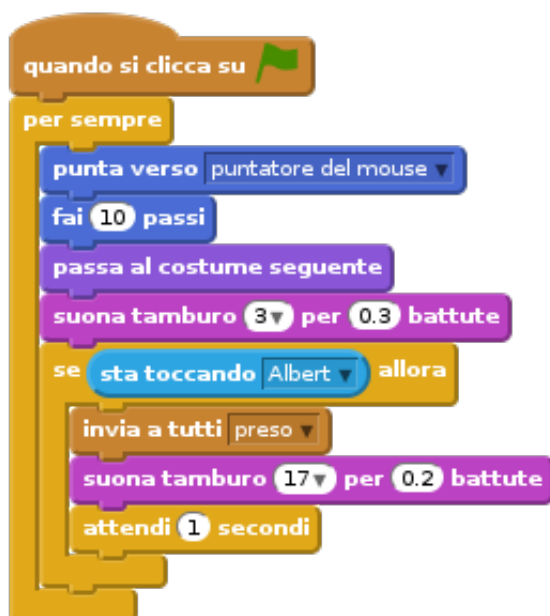 quando si clicca su
per sempre
punta verso puntatore del mouse
fai 10 passi
passa al costume seguente
suona tamburo 3 per 0.3 battute
se sta toccando Albert allora
invia a tutti preso
suona tamburo 17 per 0.2 battute
attendi 1 secondi